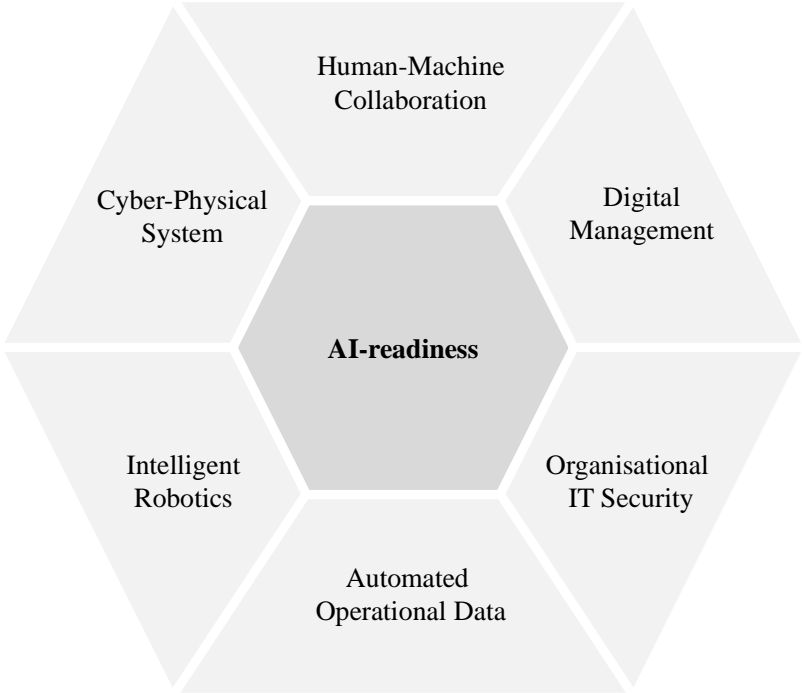 Human-Machine
Collaboration
Cyber-Physical
System
Digital
Management
AI-readiness
Intelligent
Robotics
Organisational
IT Security
Automated
Operational Data